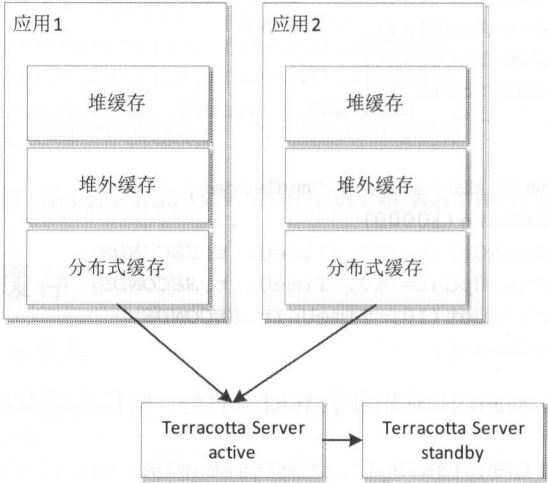 应用1
应用2
堆缓存
堆缓存
堆外缓存
堆外缓存
分布式缓存
分布式缓存
Terracotta Server
active
Terracotta Server
standby